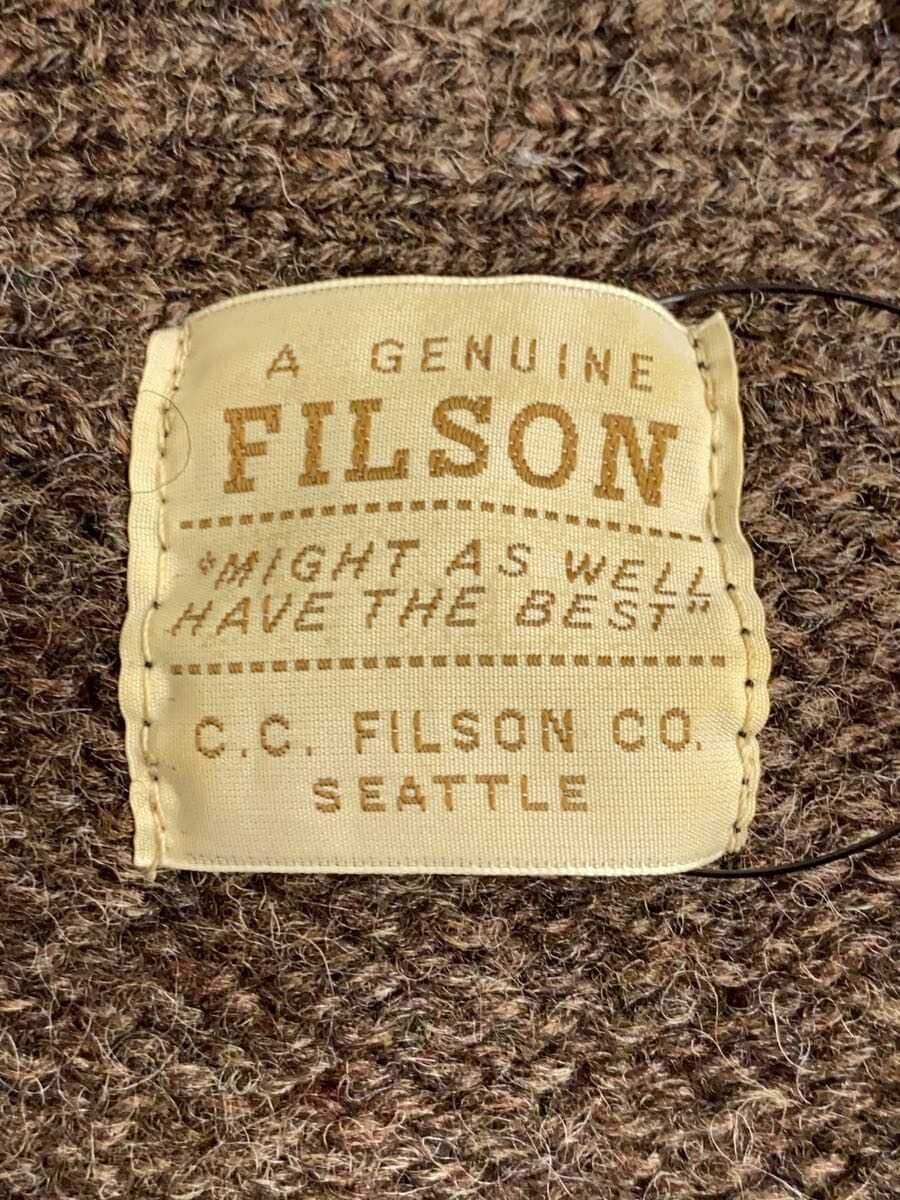 A GENUINE
FILSON
"MIGHT AS WELL
HAVE THE BEST"
C.C. FILSON CO.
SEATTLE